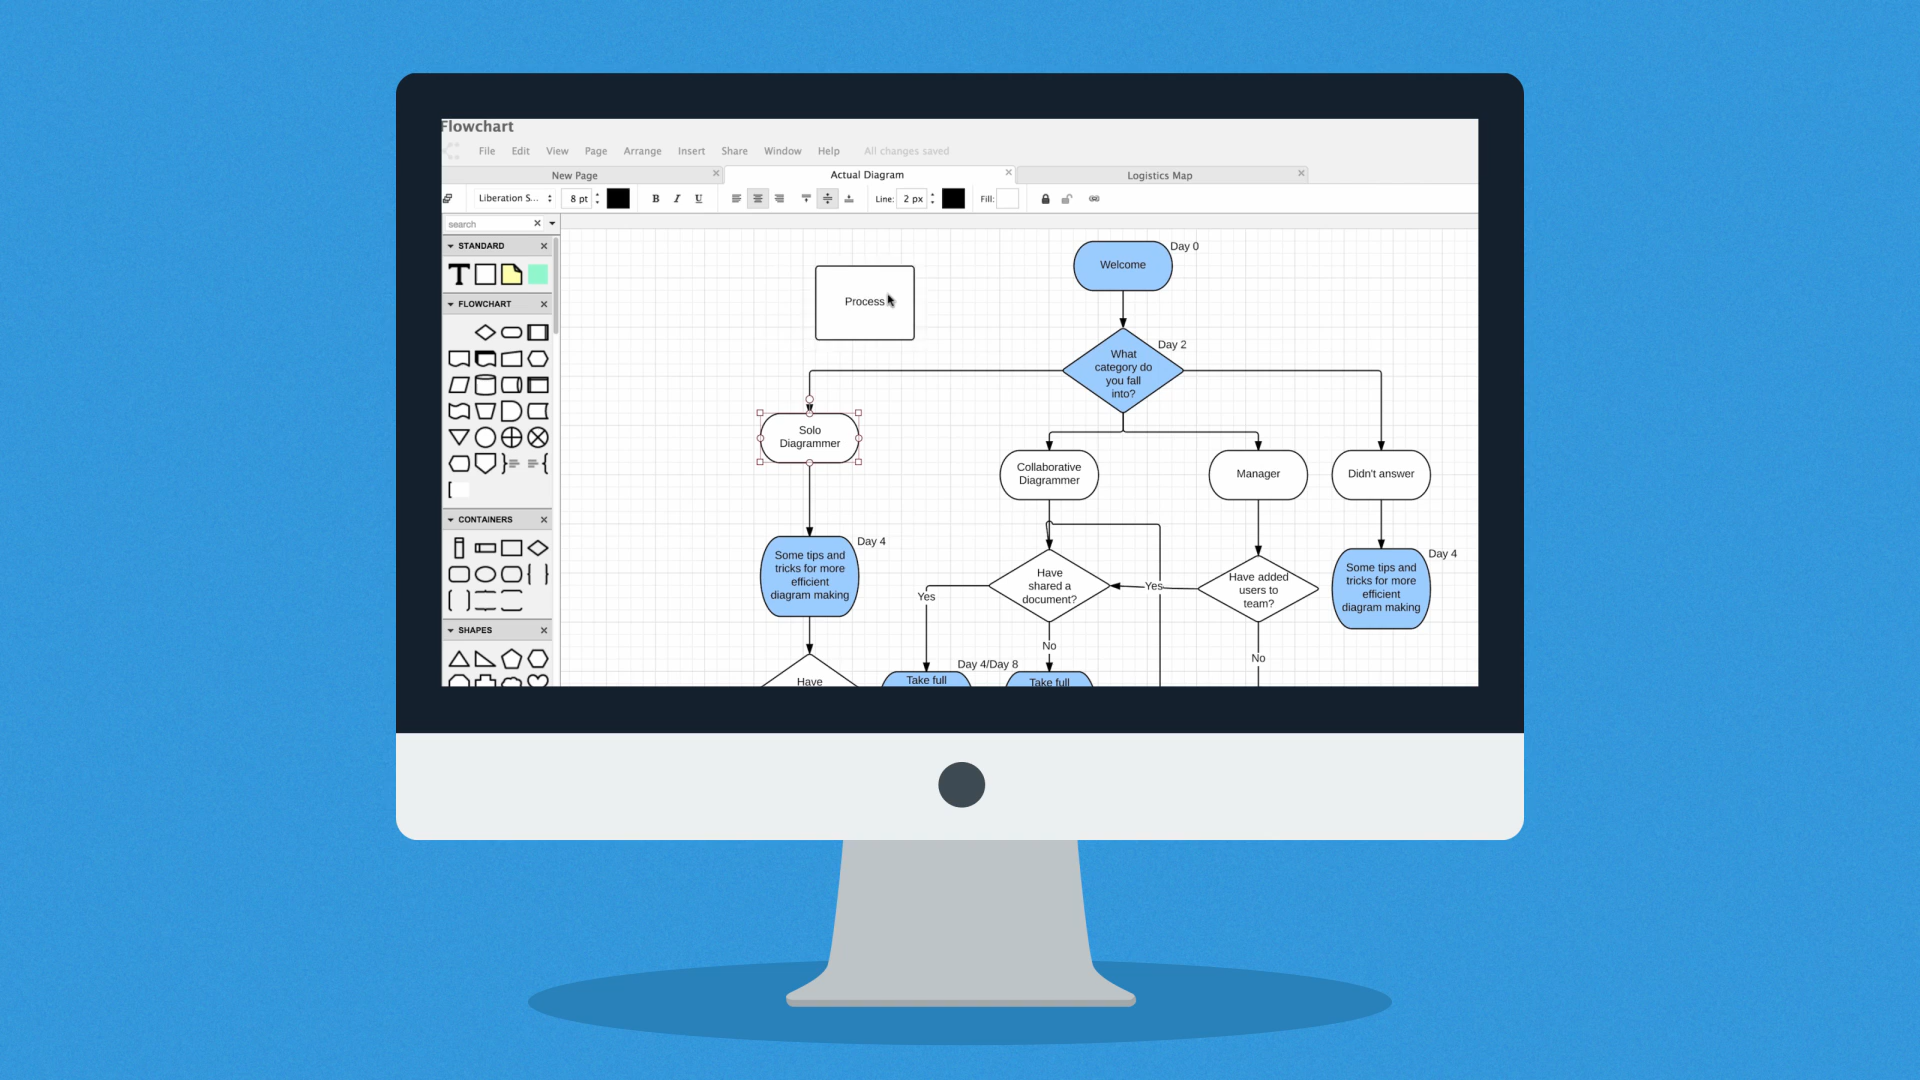 Flowchart
File Edit View Page Arrange Insert Share Window Help All changes saved
New Page Actual Diagram Logistics Map
Liberation S... 8 pt B I U Line: 2 px Fill:
search
STANDARD
T
FLOWCHART
CONTAINERS
SHAPES
Welcome
Day 0
Process
What
category do
you fall
into?
Day 2
Solo
Diagrammer
Collaborative
Diagrammer
Manager
Didn't answer
Some tips and
tricks for more
efficient
diagram making
Day 4
Have
shared a
document?
Yes
Have added
users to
team?
Some tips and
tricks for more
efficient
diagram making
Day 4
Yes
No
No
Have
Take full
Day 4/Day 8
Take full